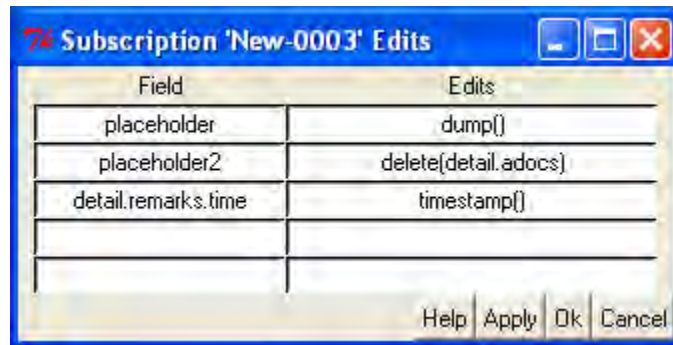 Subscription 'New-0003' Edits
Field Edits
placeholder dump()
placeholder2 delete(detail.adocs)
detail.remarks.time timestamp()
Help Apply Ok Cancel